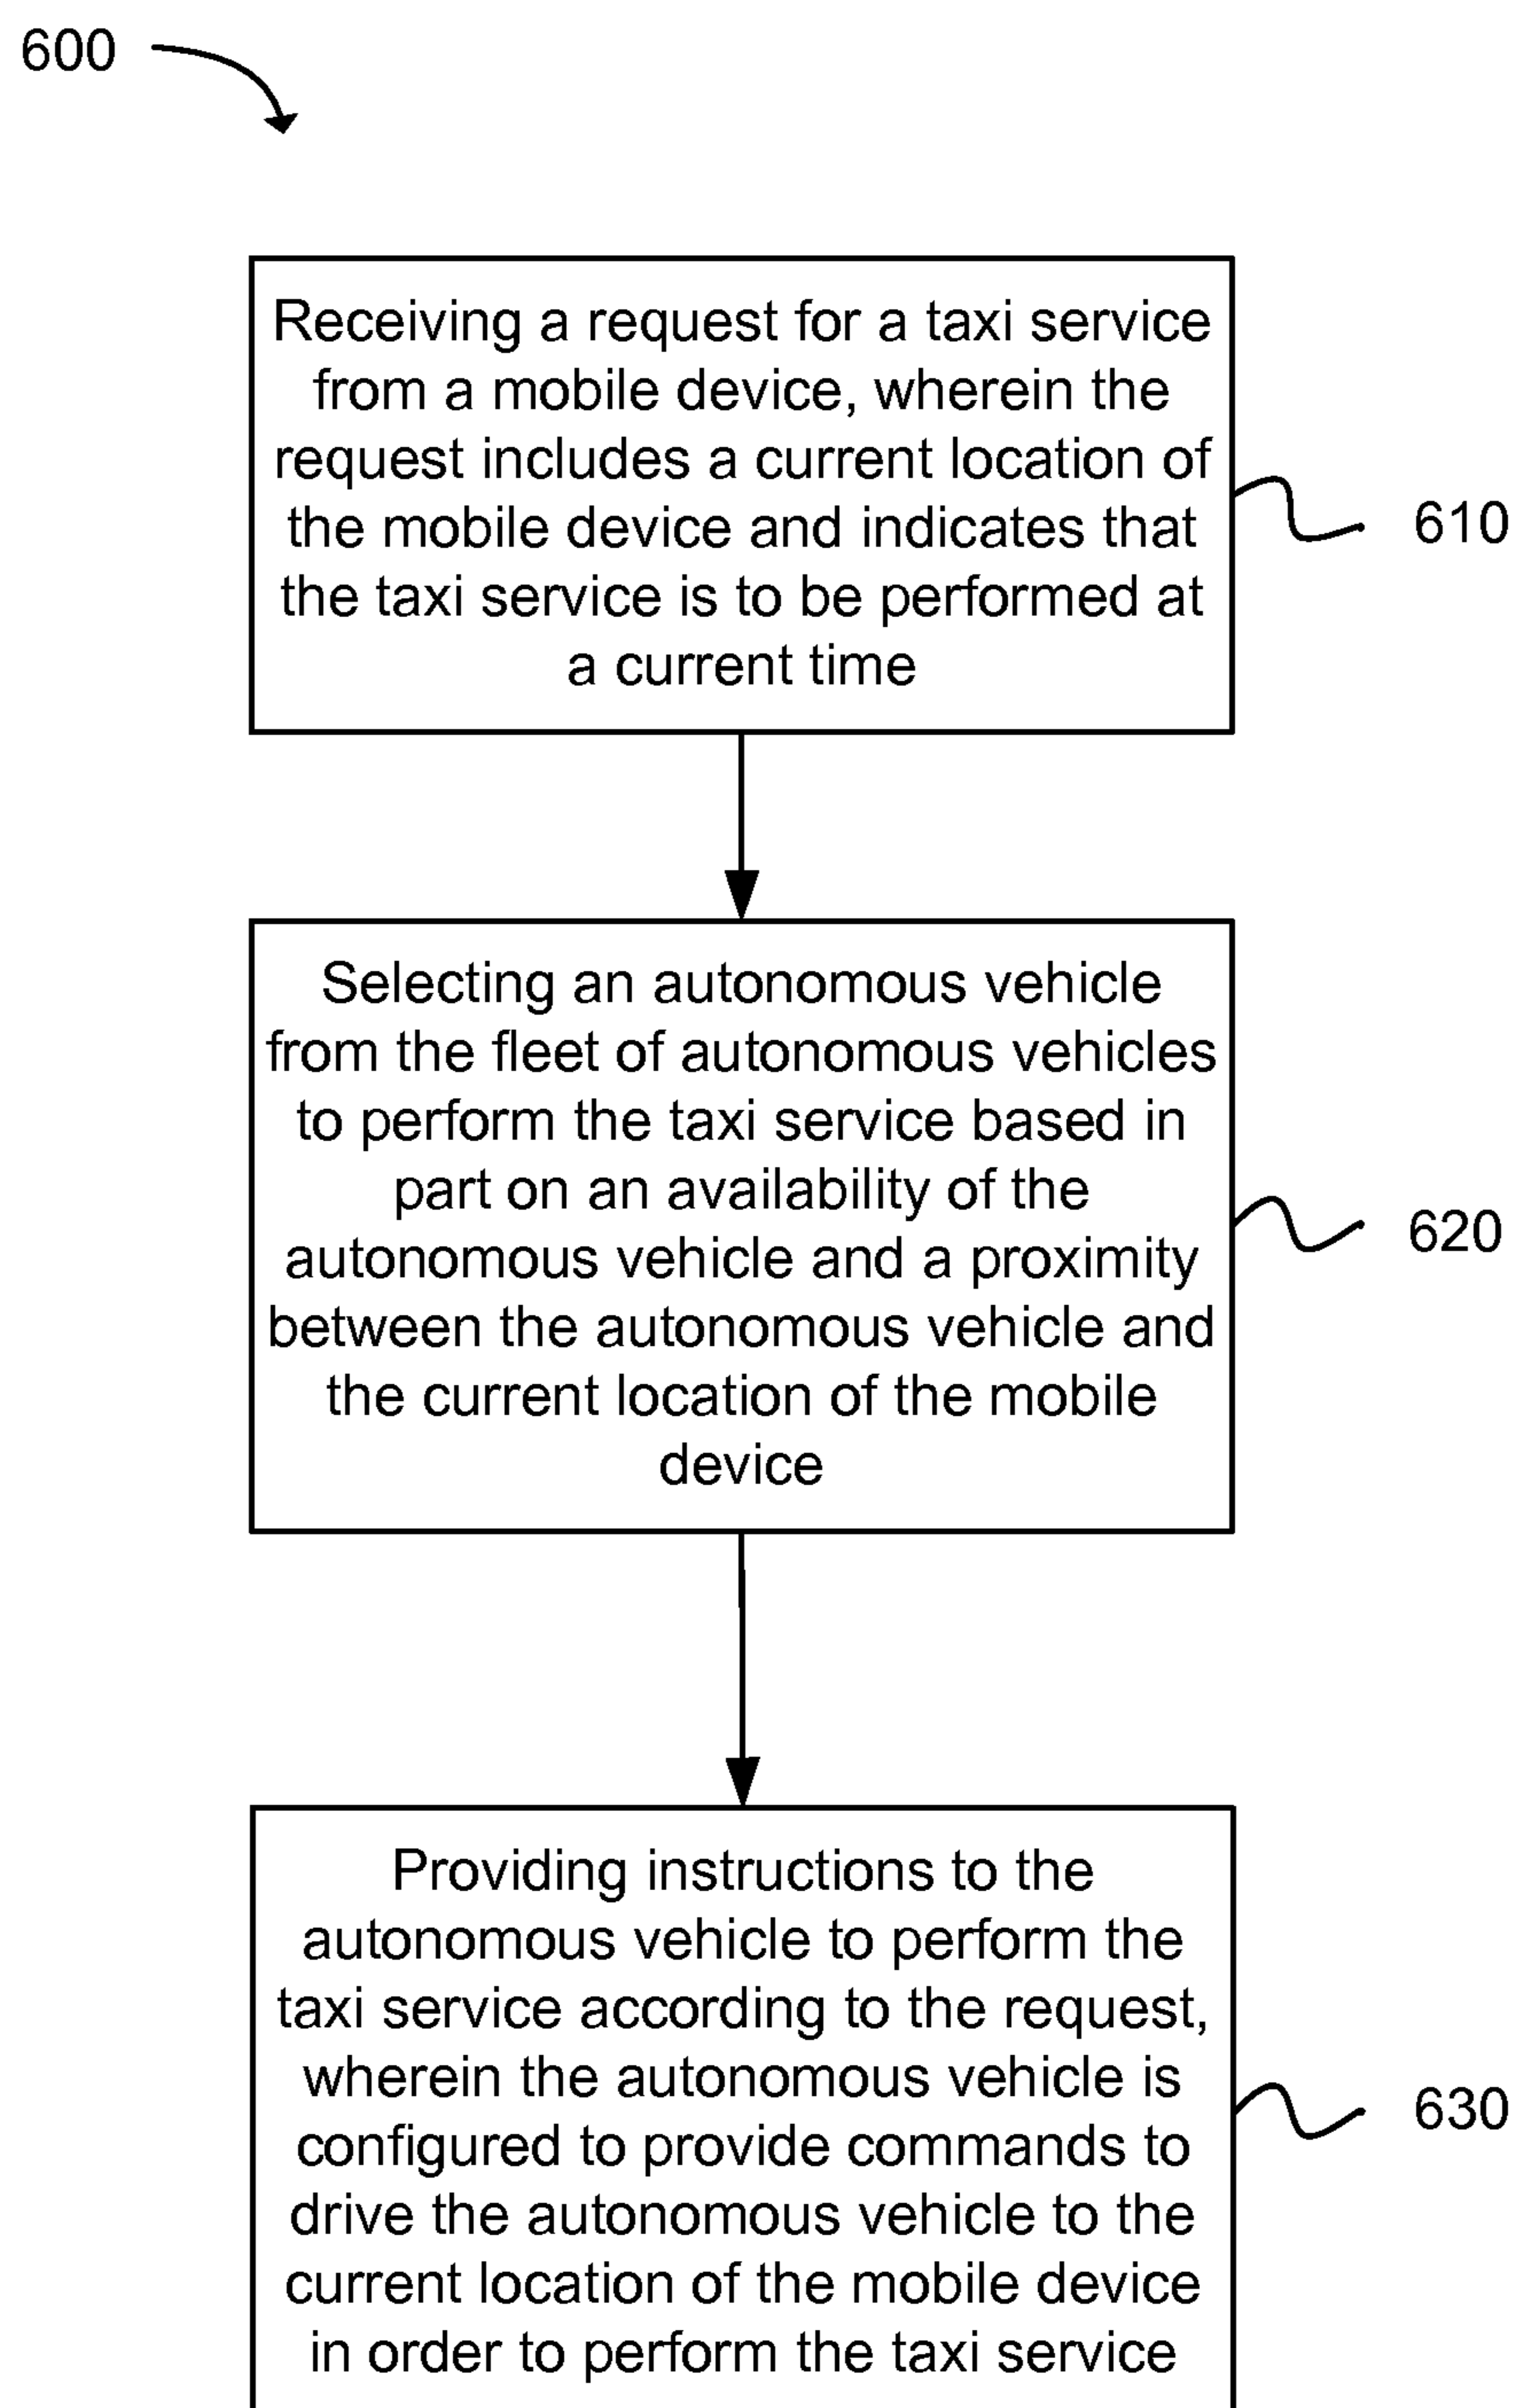 600
Receiving a request for a taxi service
from a mobile device, wherein the
request includes a current location of
the mobile device and indicates that
the taxi service is to be performed at
a current time
610
Selecting an autonomous vehicle
from the fleet of autonomous vehicles
to perform the taxi service based in
part on an availability of the
autonomous vehicle and a proximity
between the autonomous vehicle and
the current location of the mobile
device
620
Providing instructions to the
autonomous vehicle to perform the
taxi service according to the request,
wherein the autonomous vehicle is
configured to provide commands to
drive the autonomous vehicle to the
current location of the mobile device
in order to perform the taxi service
630